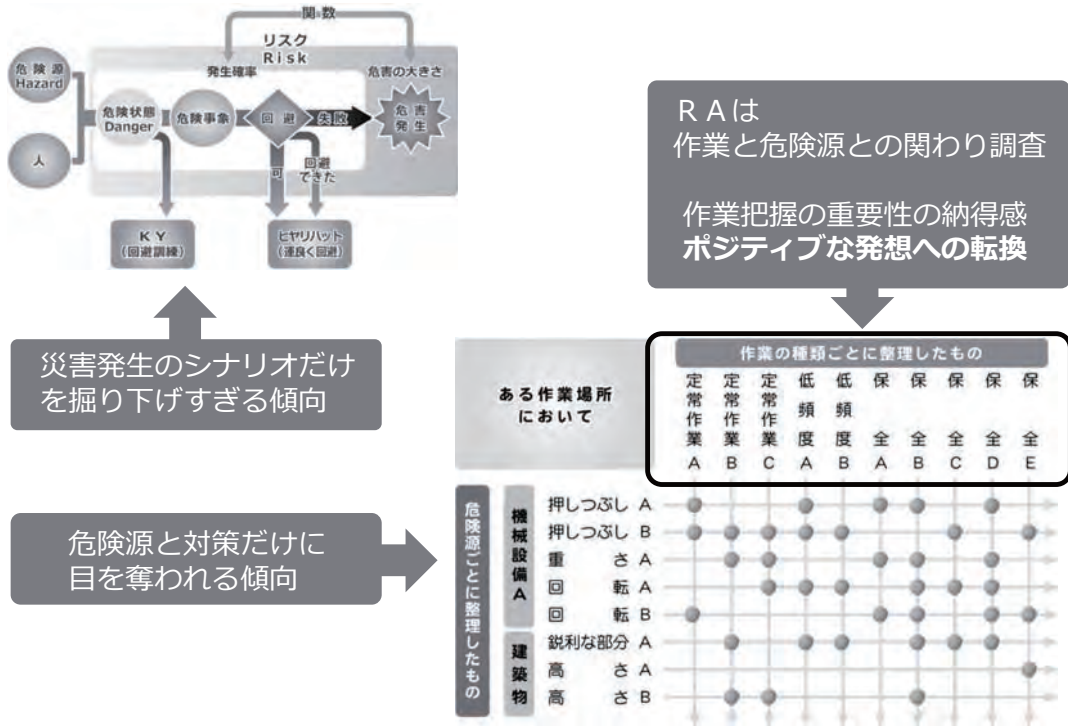 関数
リスク
Risk
発生確率
危害の大きさ
危険源
Hazard
人
危険状態
Danger
危険事象
回避
失敗
危害
発生
可
回避
できた
KY
(回避訓練)
ヒヤリハット
(運良く回避)
RAは
作業と危険源との関わり調査
作業把握の重要性の納得感
ポジティブな発想への転換
災害発生のシナリオだけ
を掘り下げすぎる傾向
危険源と対策だけに
目を奪われる傾向
ある作業場所
において
作業の種類ごとに整理したもの
定常作業A
定常作業B
定常作業C
低頻度A
低頻度B
保全A
保全B
保全C
保全D
保全E
危険源ごとに整理したもの
機械設備A
押しつぶし A
押しつぶし B
重さ A
回転 A
回転 B
建築物
鋭利な部分 A
高さ A
高さ B